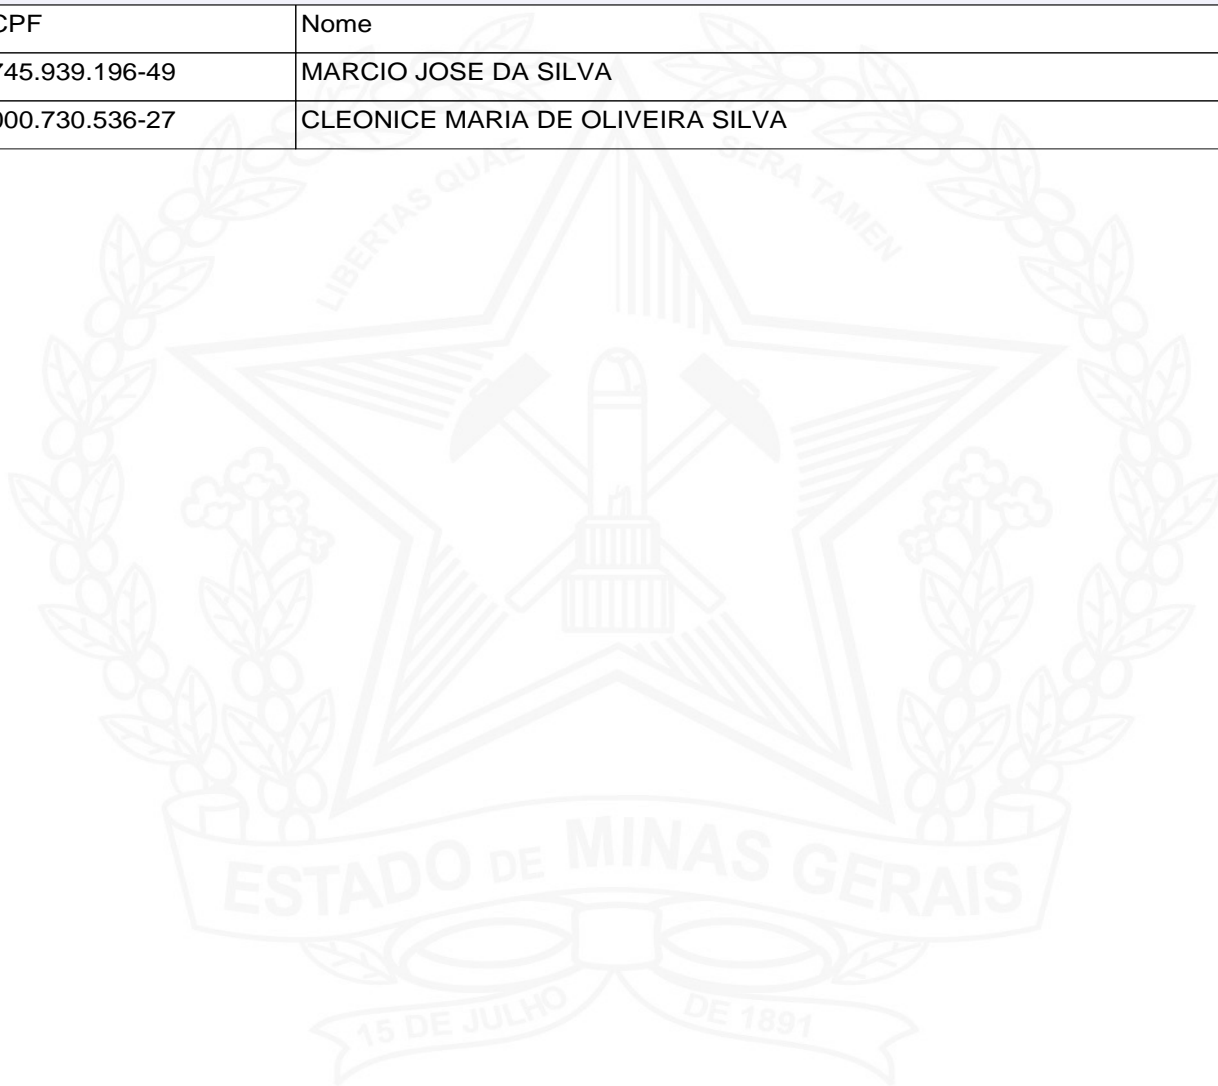 CPF Nome
745.939.196-49 MARCIO JOSE DA SILVA
000.730.536-27 CLEONICE MARIA DE OLIVEIRA SILVA
LIBERTAS QUAE SERA TAMEN
ESTADO DE MINAS GERAIS
15 DE JULHO DE 1891